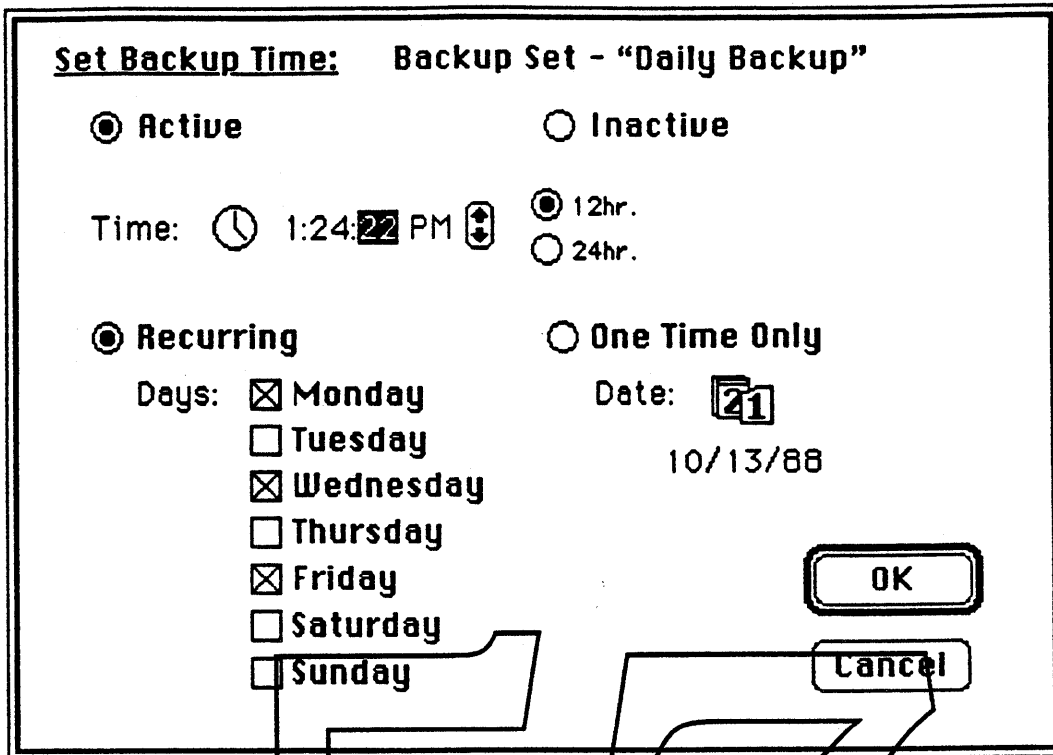 Set Backup Time: Backup Set - “Daily Backup”
Active Inactive
Time: 1:24:22 PM 12hr.
24hr.
Recurring One Time Only
Days: Monday Date: 21
Tuesday
10/13/88
Wednesday
Thursday
Friday OK
Saturday
Sunday Cancel